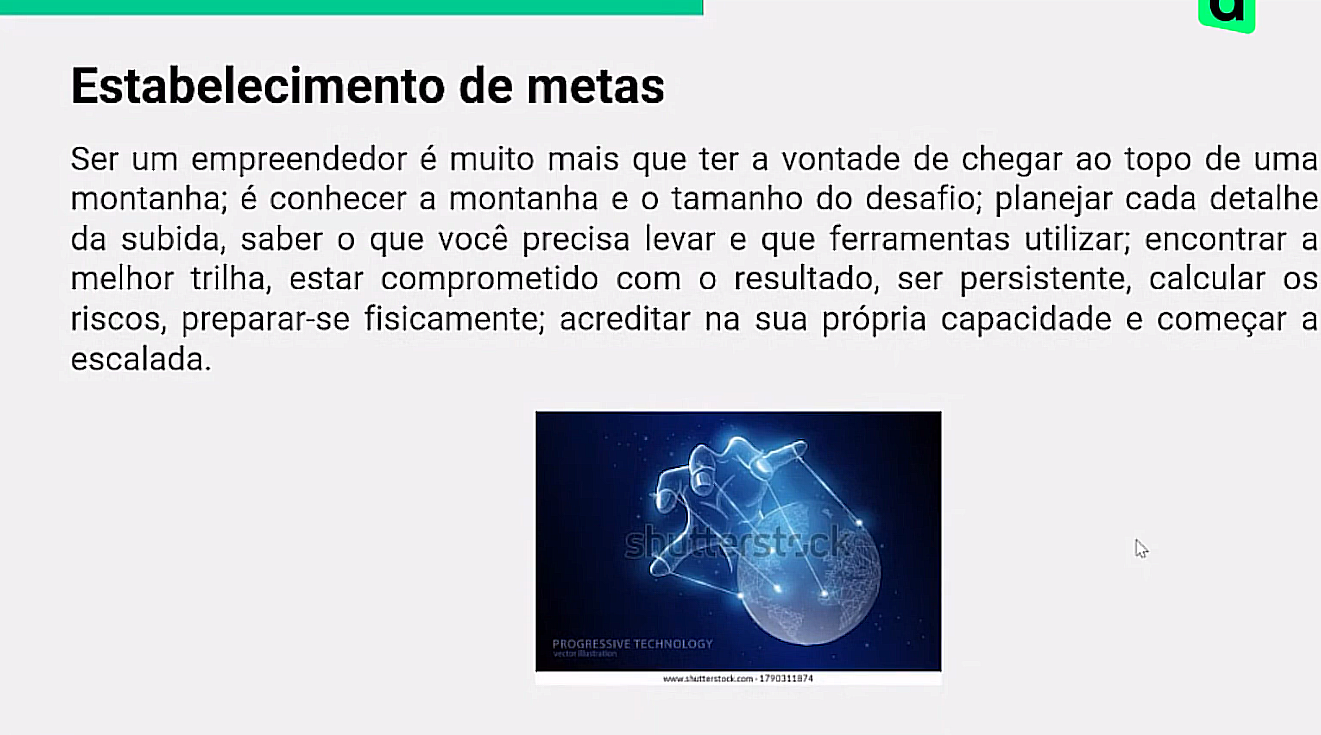 d
Estabelecimento de metas
Ser um empreendedor é muito mais que ter a vontade de chegar ao topo de uma
montanha; é conhecer a montanha e o tamanho do desafio; planejar cada detalhe
da subida, saber o que você precisa levar e que ferramentas utilizar; encontrar a
melhor trilha, estar comprometido com o resultado, ser persistente, calcular os
riscos, preparar-se fisicamente; acreditar na sua própria capacidade e começar a
escalada.
shutterstock
PROGRESSIVE TECHNOLOGY
vector illustration
www.shutterstock.com · 1790311874